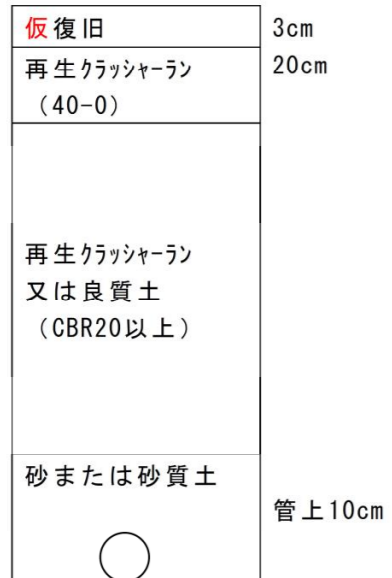 仮復旧
3cm
再生ｸﾗｯｼｬｰﾗﾝ
20cm
（40-0）
再生ｸﾗｯｼｬｰﾗﾝ
又は良質土
（CBR20以上）
砂または砂質土
管上10cm